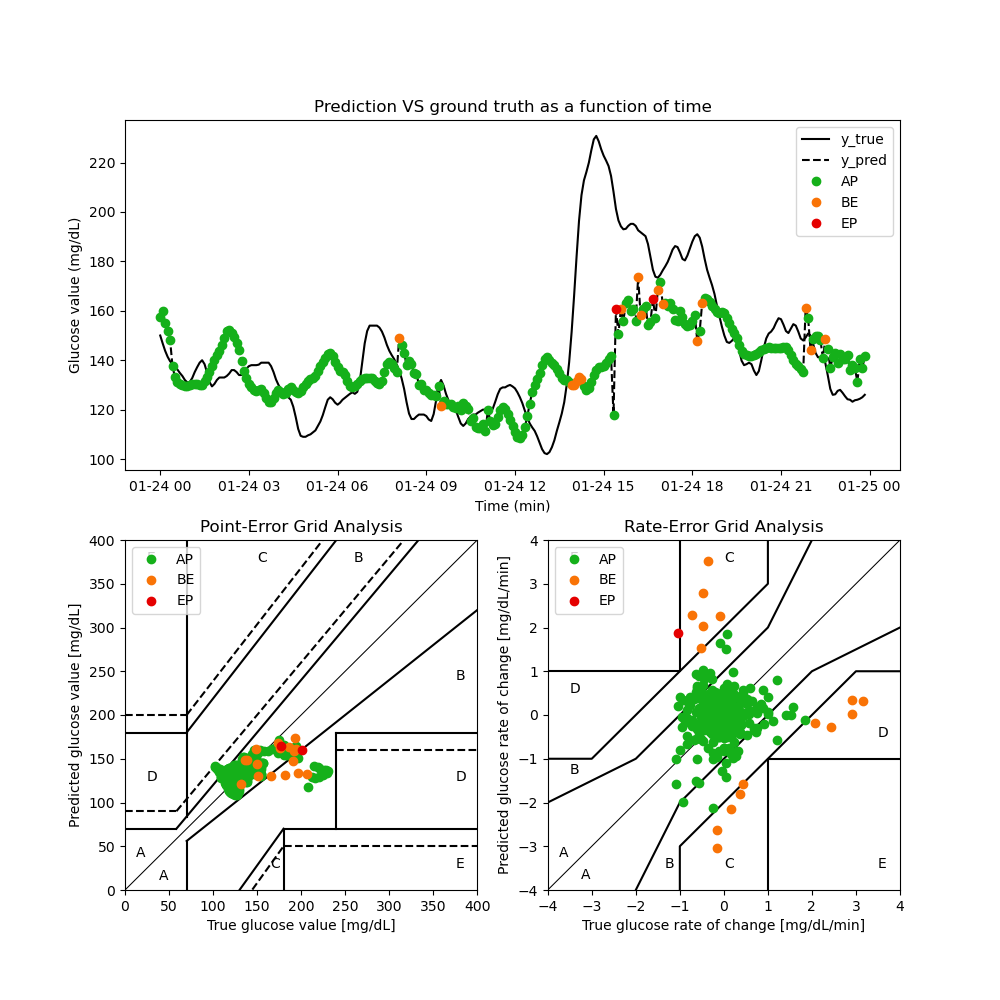 Prediction VS ground truth as a function of time
Glucose value (mg/dL)
220
200
180
160
140
120
100
y_true
y_pred
AP
BE
EP
01-24 00 01-24 03 01-24 06 01-24 09 01-24 12 01-24 15 01-24 18 01-24 21 01-25 00
Time (min)
Point-Error Grid Analysis
Predicted glucose value [mg/dL]
400
350
300
250
200
150
100
50
0
AP
BE
EP
C
B
B
D
D
A
A
C
E
0 50 100 150 200 250 300 350 400
True glucose value [mg/dL]
Rate-Error Grid Analysis
Predicted glucose rate of change [mg/dL/min]
4
3
2
1
0
−1
−2
−3
−4
AP
BE
EP
C
D
D
B
A
A
B
C
E
−4 −3 −2 −1 0 1 2 3 4
True glucose rate of change [mg/dL/min]